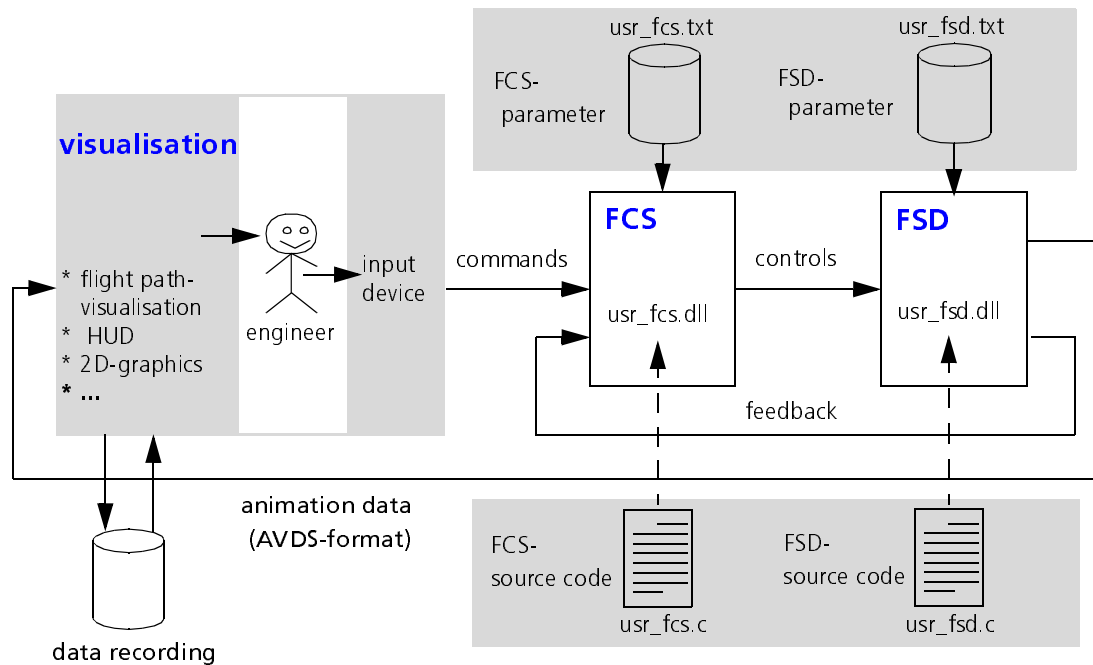 usr_fcs.txt
usr_fsd.txt
FCS-
parameter
FSD-
parameter
visualisation
* flight path-
visualisation
* HUD
* 2D-graphics
* ...
engineer
input
device
commands
FCS
usr_fcs.dll
controls
FSD
usr_fsd.dll
feedback
animation data
(AVDS-format)
data recording
FCS-
source code
usr_fcs.c
FSD-
source code
usr_fsd.c